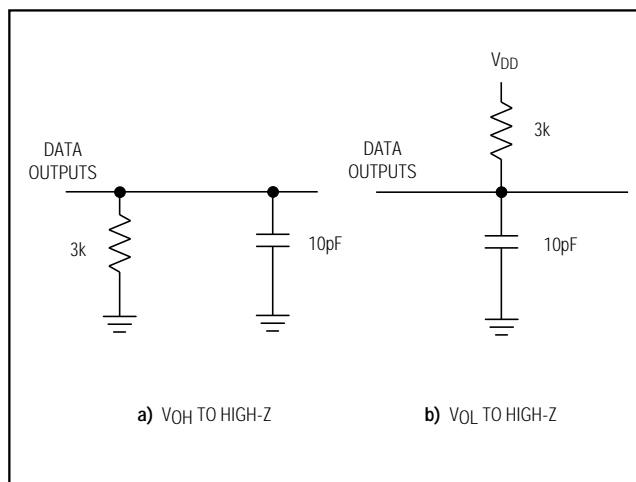 DATA
OUTPUTS
3k
10pF
a) VOH TO HIGH-Z
VDD
3k
DATA
OUTPUTS
10pF
b) VOL TO HIGH-Z